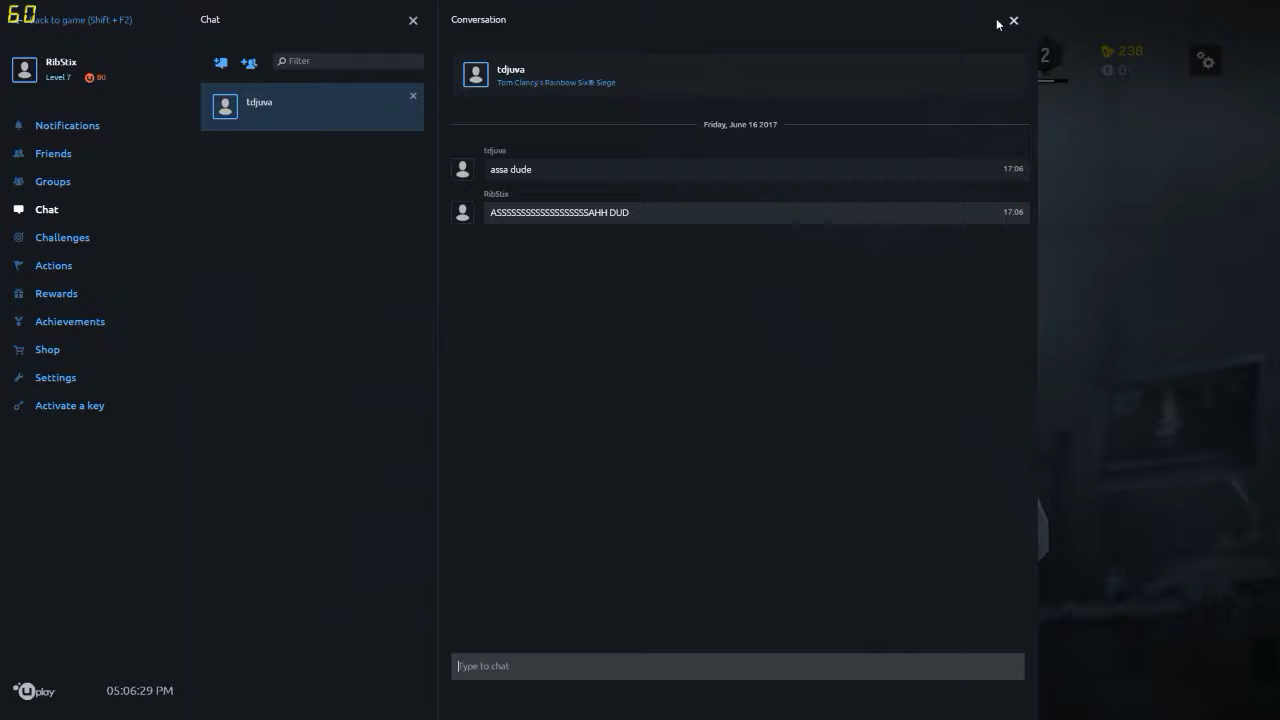 60
Back to game (Shift + F2)
Chat
Conversation
RibStix
Level 7
80
Filter
tdjuva
Tom Clancy's Rainbow Six® Siege
tdjuva
2
238
0
Notifications
Friends
Groups
Chat
Challenges
Actions
Rewards
Achievements
Shop
Settings
Activate a key
Friday, June 16 2017
tdjuva
assa dude
17:06
RibStix
ASSSSSSSSSSSSSSSSSSSAHH DUD
17:06
Type to chat
uplay
05:06:29 PM